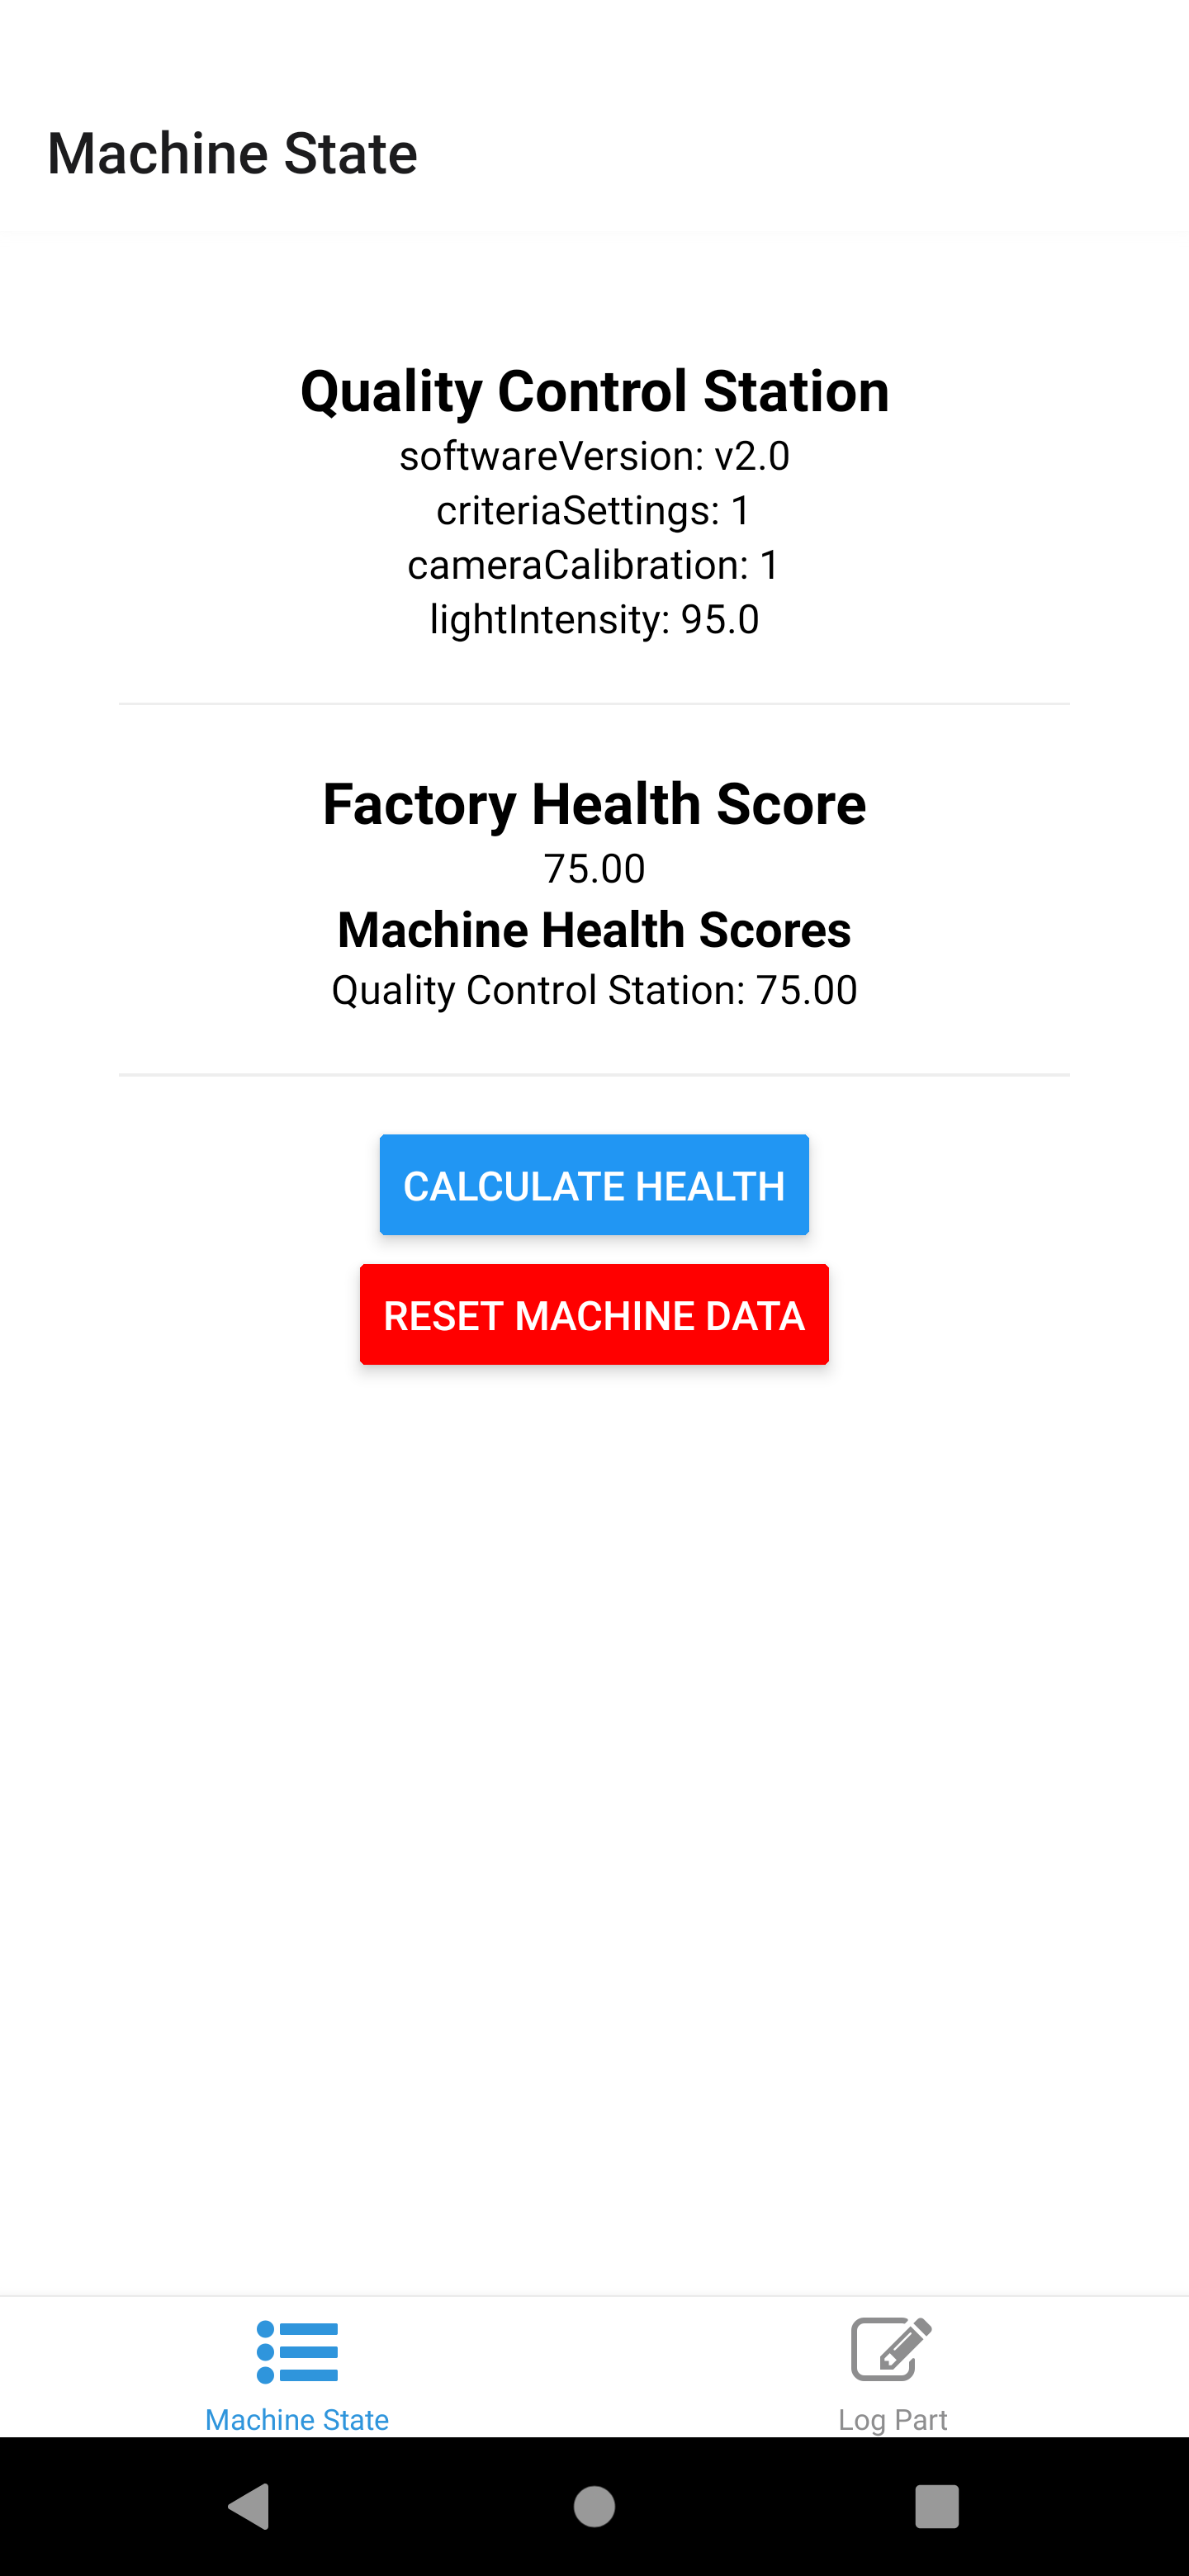 Machine State
Quality Control Station
softwareVersion: v2.0
criteriaSettings: 1
cameraCalibration: 1
lightIntensity: 95.0
Factory Health Score
75.00
Machine Health Scores
Quality Control Station: 75.00
CALCULATE HEALTH
RESET MACHINE DATA
Machine State
Log Part